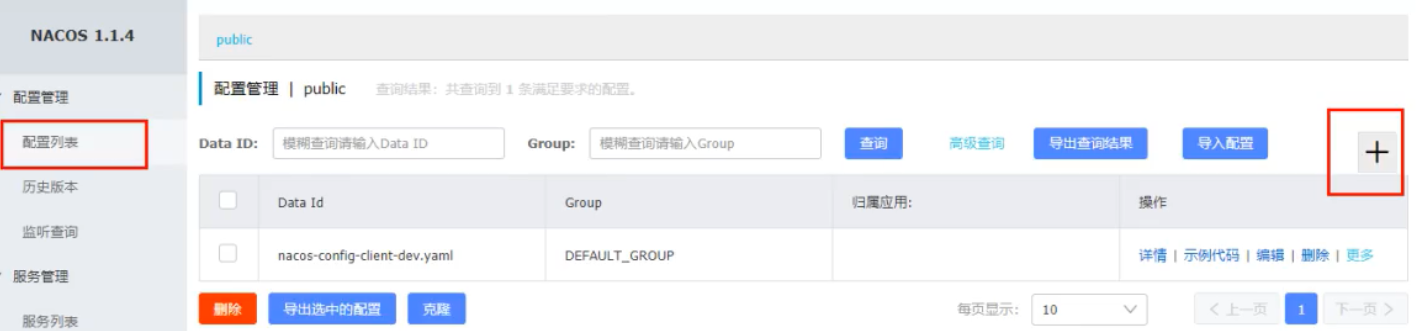 NACOS 1.1.4
配置管理
配置列表
历史版本
监听查询
服务管理
服务列表
public
配置管理 | public 查询结果：共查询到 1 条满足要求的配置。
Data ID: 模糊查询请输入Data ID Group: 模糊查询请输入Group 查询 高级查询 导出查询结果 导入配置 +
Data Id Group 归属应用: 操作
nacos-config-client-dev.yaml DEFAULT_GROUP 详情 | 示例代码 | 编辑 | 删除 | 更多
删除 导出选中的配置 克隆 每页显示: 10 < 上一页 1 下一页 >